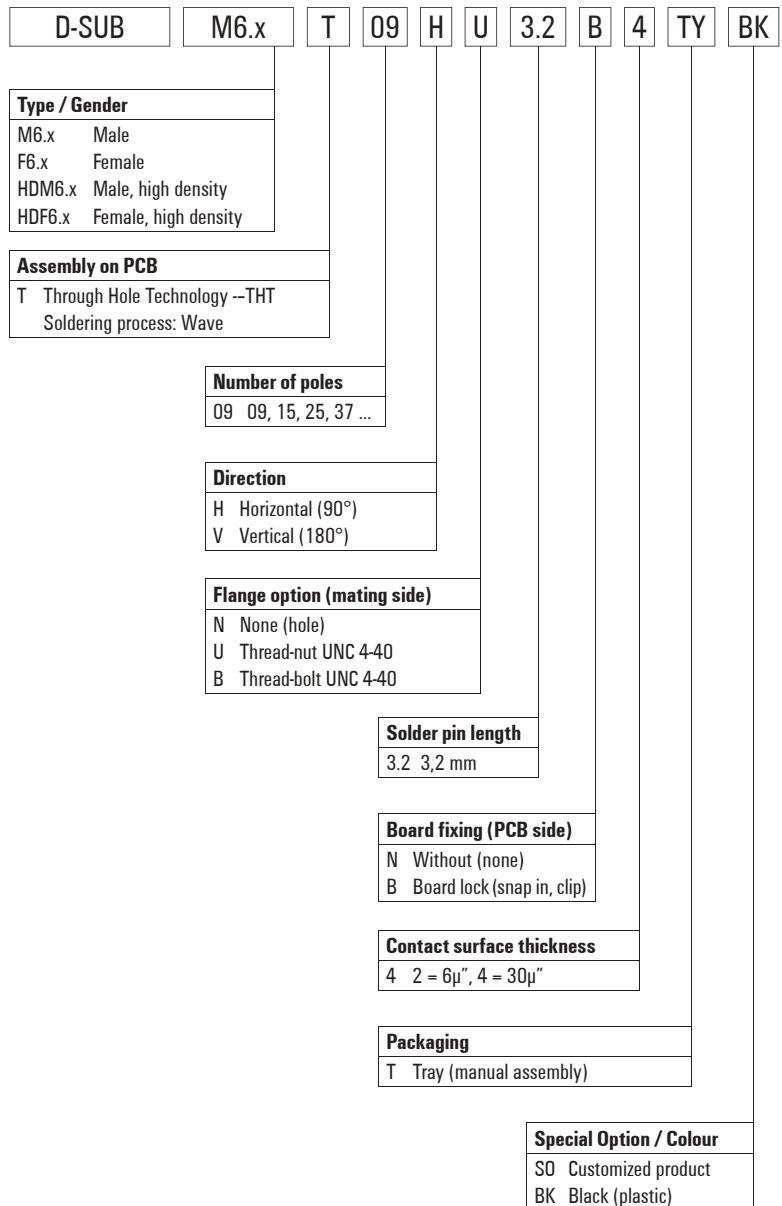 D-SUB M6.x T 09 H U 3.2 B 4 TY BK
Type / Gender
M6.x Male
F6.x Female
HDM6.x Male, high density
HDF6.x Female, high density
Assembly on PCB
T Through Hole Technology --THT
Soldering process: Wave
Number of poles
09 09, 15, 25, 37 ...
Direction
H Horizontal (90°)
V Vertical (180°)
Flange option (mating side)
N None (hole)
U Thread-nut UNC 4-40
B Thread-bolt UNC 4-40
Solder pin length
3.2 3,2 mm
Board fixing (PCB side)
N Without (none)
B Board lock (snap in, clip)
Contact surface thickness
4 2 = 6µ", 4 = 30µ"
Packaging
T Tray (manual assembly)
Special Option / Colour
SO Customized product
BK Black (plastic)